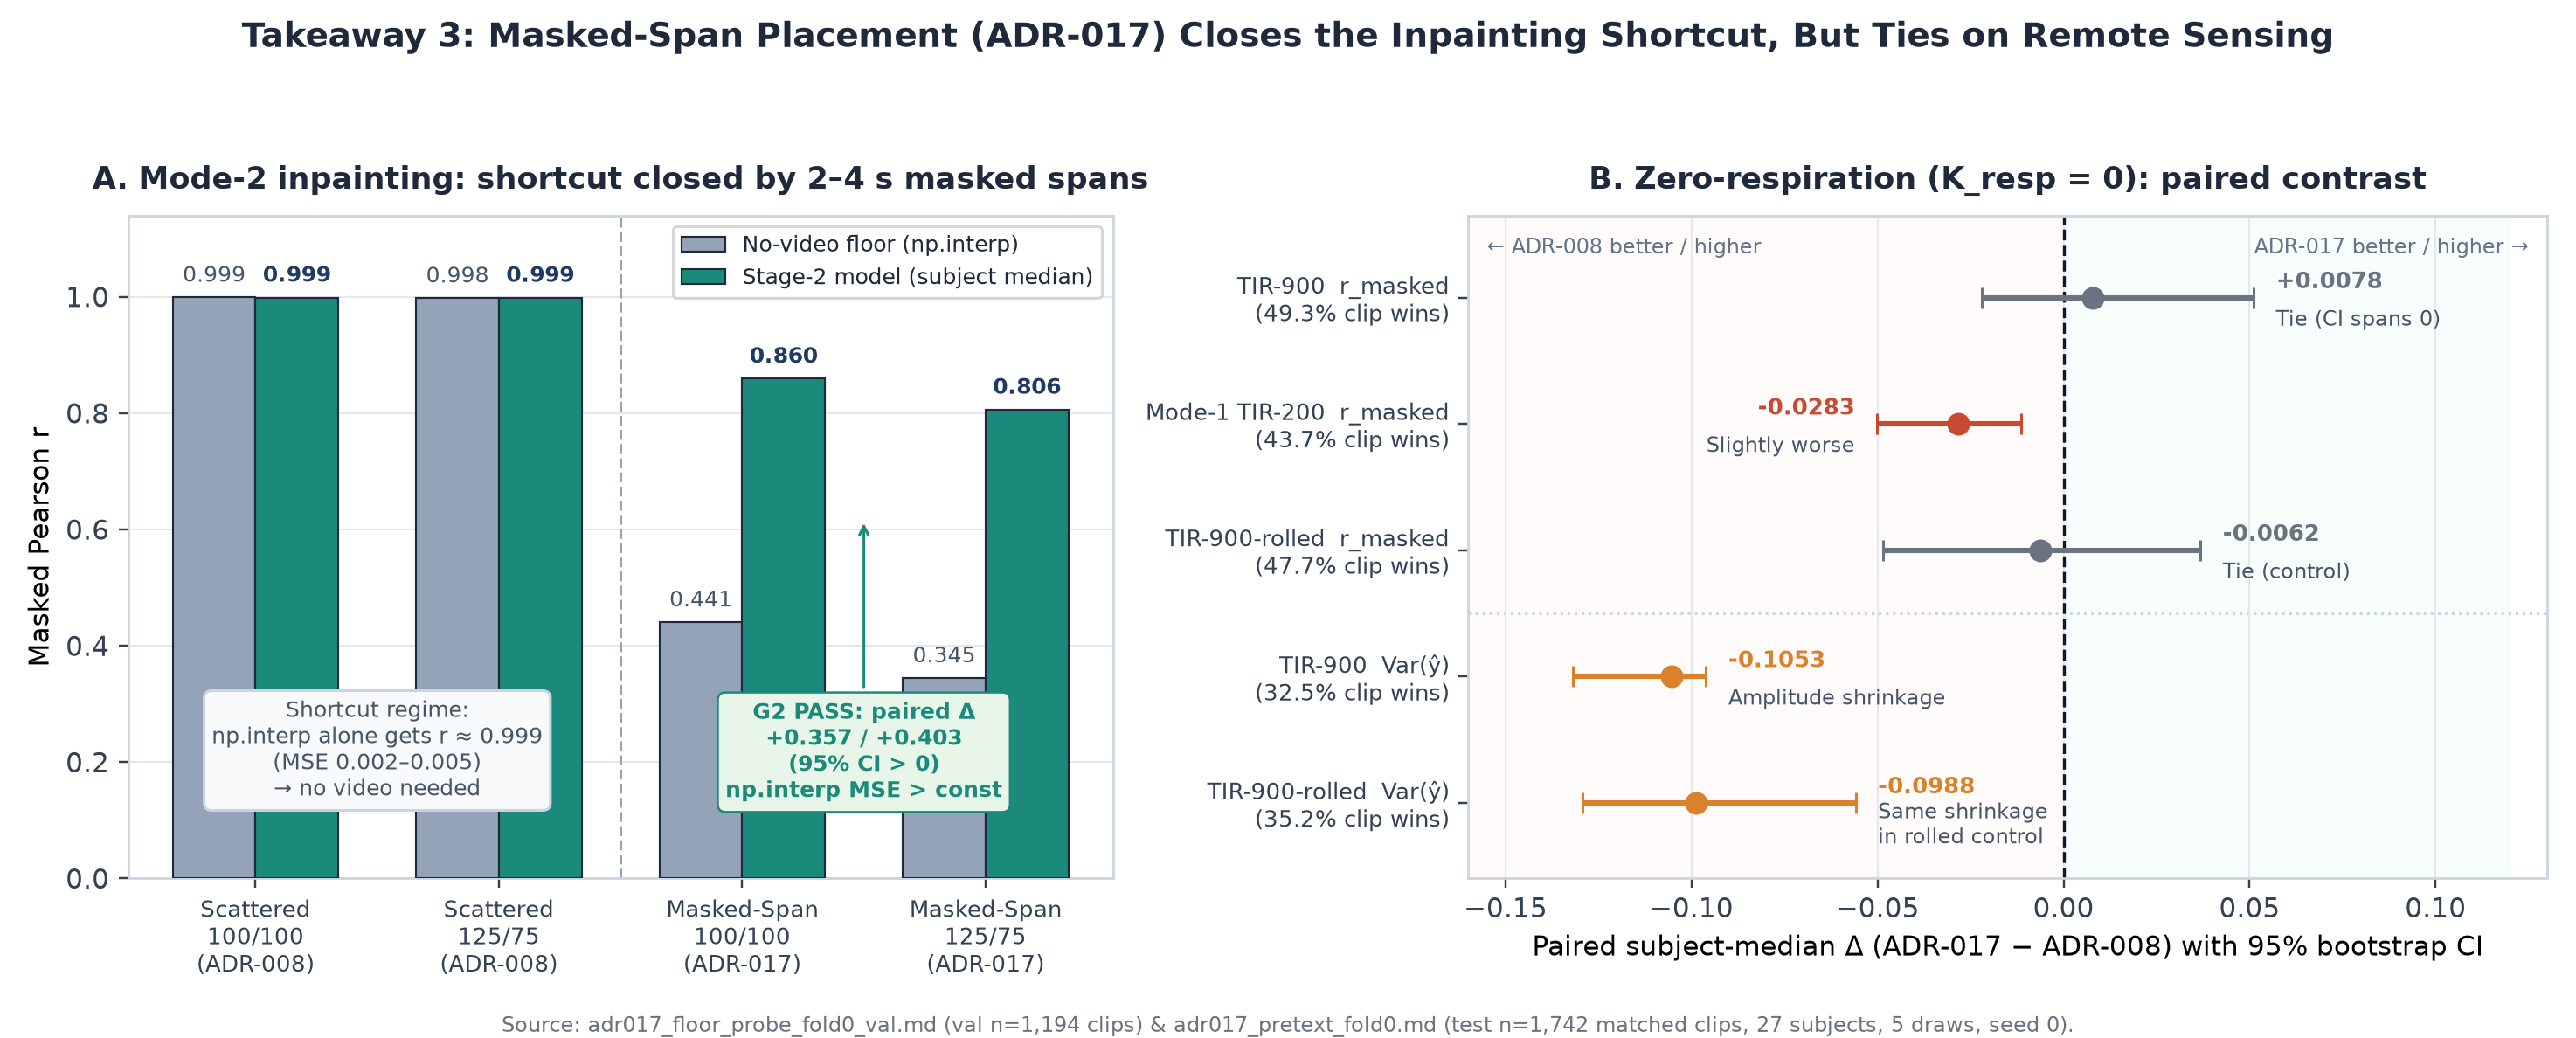 Takeaway 3: Masked-Span Placement (ADR-017) Closes the Inpainting Shortcut, But Ties on Remote Sensing
A. Mode-2 inpainting: shortcut closed by 2–4 s masked spans
Masked Pearson r
1.0
0.8
0.6
0.4
0.2
0.0
No-video floor (np.interp)
Stage-2 model (subject median)
0.999
0.999
0.998
0.999
0.441
0.860
0.345
0.806
Shortcut regime:
np.interp alone gets r ≈ 0.999
(MSE 0.002–0.005)
→ no video needed
G2 PASS: paired Δ
+0.357 / +0.403
(95% CI > 0)
np.interp MSE > const
Scattered
100/100
(ADR-008)
Scattered
125/75
(ADR-008)
Masked-Span
100/100
(ADR-017)
Masked-Span
125/75
(ADR-017)
B. Zero-respiration (K_resp = 0): paired contrast
← ADR-008 better / higher
ADR-017 better / higher →
TIR-900 r_masked
(49.3% clip wins)
+0.0078
Tie (CI spans 0)
Mode-1 TIR-200 r_masked
(43.7% clip wins)
-0.0283
Slightly worse
TIR-900-rolled r_masked
(47.7% clip wins)
-0.0062
Tie (control)
TIR-900 Var(ŷ)
(32.5% clip wins)
-0.1053
Amplitude shrinkage
TIR-900-rolled Var(ŷ)
(35.2% clip wins)
-0.0988
Same shrinkage
in rolled control
−0.15
−0.10
−0.05
0.00
0.05
0.10
Paired subject-median Δ (ADR-017 − ADR-008) with 95% bootstrap CI
Source: adr017_floor_probe_fold0_val.md (val n=1,194 clips) & adr017_pretext_fold0.md (test n=1,742 matched clips, 27 subjects, 5 draws, seed 0).